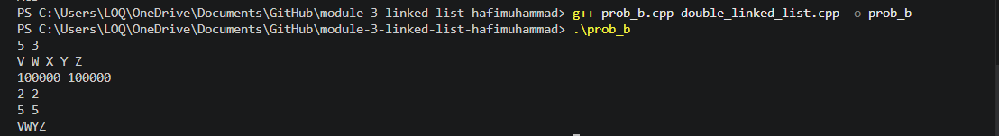 PS C:\Users\LOQ\OneDrive\Documents\GitHub\module-3-linked-list-hafimuhammad> g++ prob_b.cpp double_linked_list.cpp -o prob_b
PS C:\Users\LOQ\OneDrive\Documents\GitHub\module-3-linked-list-hafimuhammad> .\prob_b
5 3
V W X Y Z
100000 100000
2 2
5 5
VWYZ